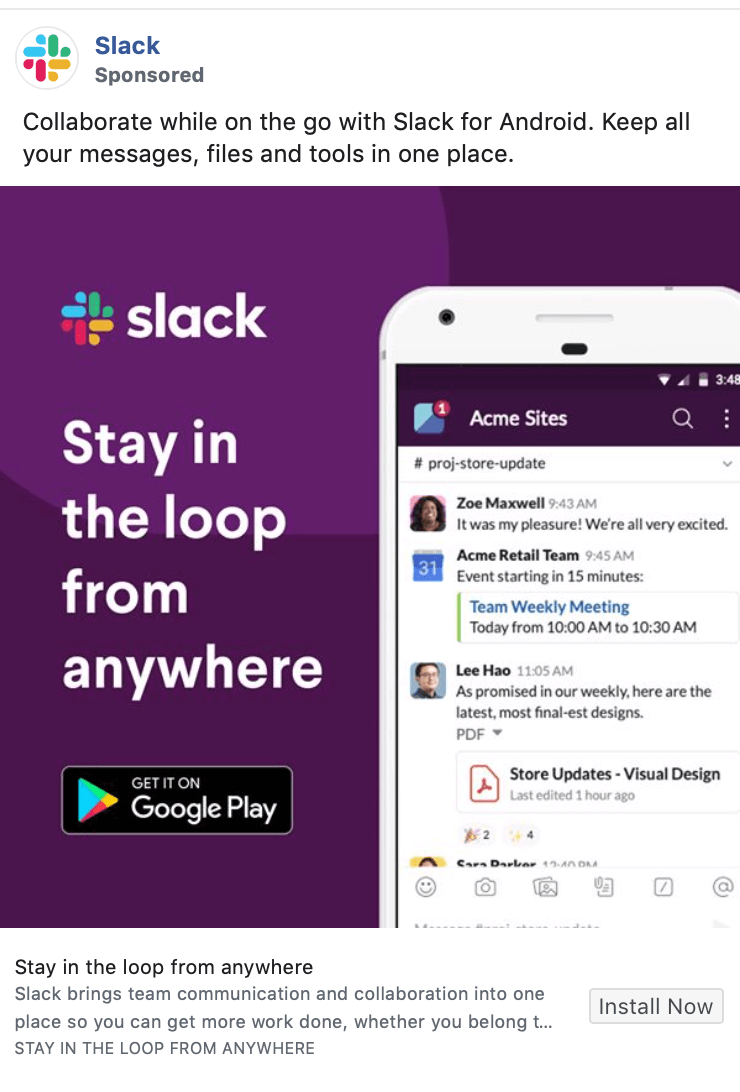 Slack
Sponsored
Collaborate while on the go with Slack for Android. Keep all
your messages, files and tools in one place.
slack
Stay in
the loop
from
anywhere
GET IT ON
Google Play
3:48
1
Acme Sites
# proj-store-update
Zoe Maxwell 9:43 AM
It was my pleasure! We're all very excited.
31
Acme Retail Team 9:45 AM
Event starting in 15 minutes:
Team Weekly Meeting
Today from 10:00 AM to 10:30 AM
Lee Hao 11:05 AM
As promised in our weekly, here are the
latest, most final-est designs.
PDF
Store Updates - Visual Design
Last edited 1 hour ago
2 4
Sara Parker 12:40 PM
Stay in the loop from anywhere
Slack brings team communication and collaboration into one
place so you can get more work done, whether you belong t...
STAY IN THE LOOP FROM ANYWHERE
Install Now